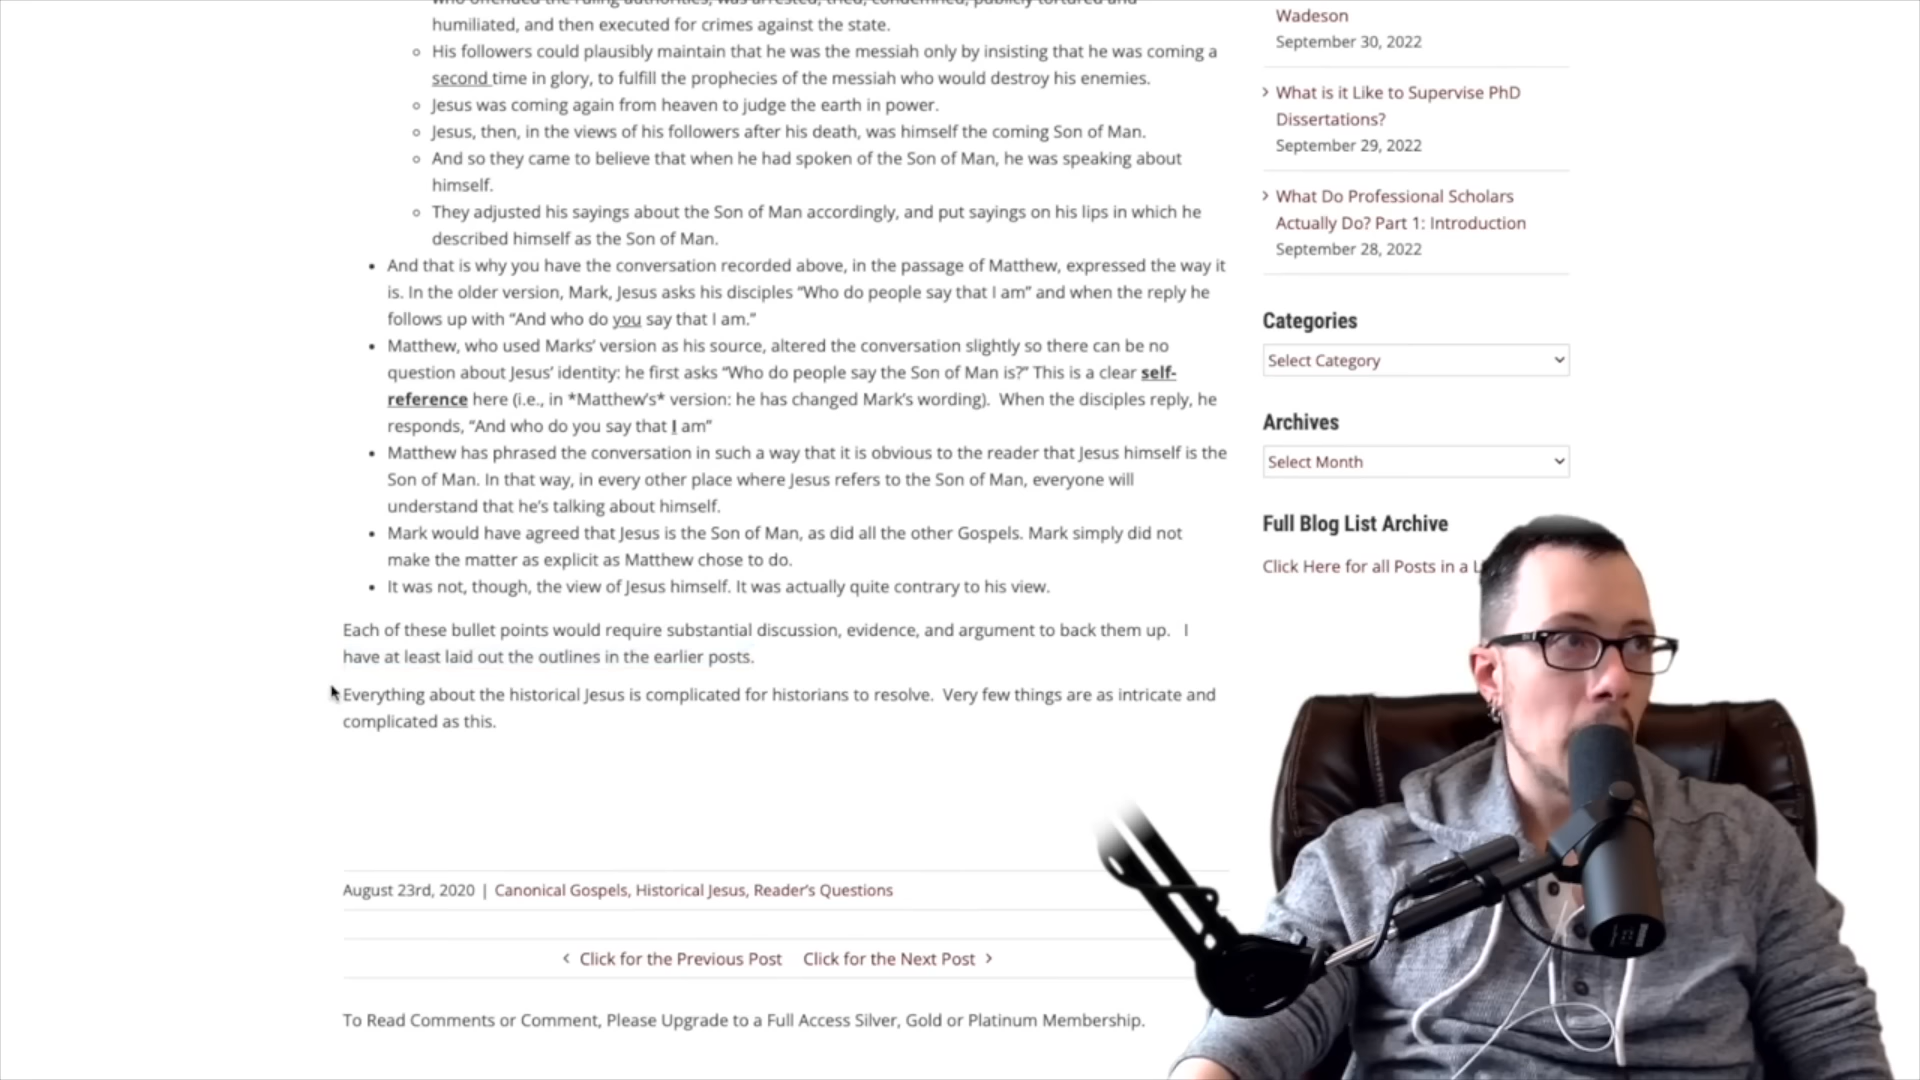 who offended the ruling authorities, was arrested, tried, condemned, publicly tortured and
humiliated, and then executed for crimes against the state.
His followers could plausibly maintain that he was the messiah only by insisting that he was coming a
second time in glory, to fulfill the prophecies of the messiah who would destroy his enemies.
Jesus was coming again from heaven to judge the earth in power.
Jesus, then, in the views of his followers after his death, was himself the coming Son of Man.
And so they came to believe that when he had spoken of the Son of Man, he was speaking about
himself.
They adjusted his sayings about the Son of Man accordingly, and put sayings on his lips in which he
described himself as the Son of Man.
And that is why you have the conversation recorded above, in the passage of Matthew, expressed the way it
is. In the older version, Mark, Jesus asks his disciples “Who do people say that I am” and when the reply he
follows up with “And who do you say that I am.”
Matthew, who used Marks’ version as his source, altered the conversation slightly so there can be no
question about Jesus’ identity: he first asks “Who do people say the Son of Man is?” This is a clear self-
reference here (i.e., in *Matthew’s* version: he has changed Mark’s wording). When the disciples reply, he
responds, “And who do you say that I am”
Matthew has phrased the conversation in such a way that it is obvious to the reader that Jesus himself is the
Son of Man. In that way, in every other place where Jesus refers to the Son of Man, everyone will
understand that he’s talking about himself.
Mark would have agreed that Jesus is the Son of Man, as did all the other Gospels. Mark simply did not
make the matter as explicit as Matthew chose to do.
It was not, though, the view of Jesus himself. It was actually quite contrary to his view.
Each of these bullet points would require substantial discussion, evidence, and argument to back them up. I
have at least laid out the outlines in the earlier posts.
Everything about the historical Jesus is complicated for historians to resolve. Very few things are as intricate and
complicated as this.
August 23rd, 2020 | Canonical Gospels, Historical Jesus, Reader’s Questions
‹ Click for the Previous Post Click for the Next Post ›
To Read Comments or Comment, Please Upgrade to a Full Access Silver, Gold or Platinum Membership.
Wadeson
September 30, 2022
What is it Like to Supervise PhD
Dissertations?
September 29, 2022
What Do Professional Scholars
Actually Do? Part 1: Introduction
September 28, 2022
Categories
Select Category
Archives
Select Month
Full Blog List Archive
Click Here for all Posts in a